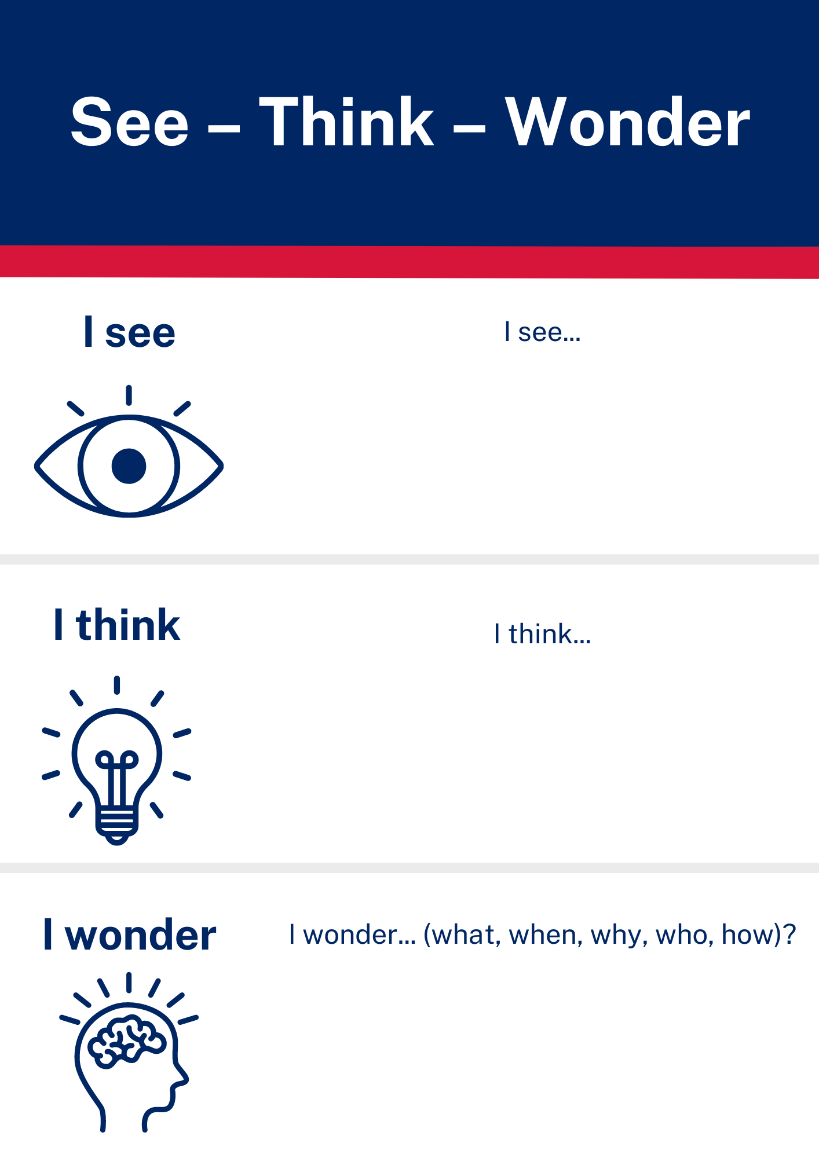 See – Think – Wonder
I see
I see...
I think
I think...
I wonder
I wonder... (what, when, why, who, how)?